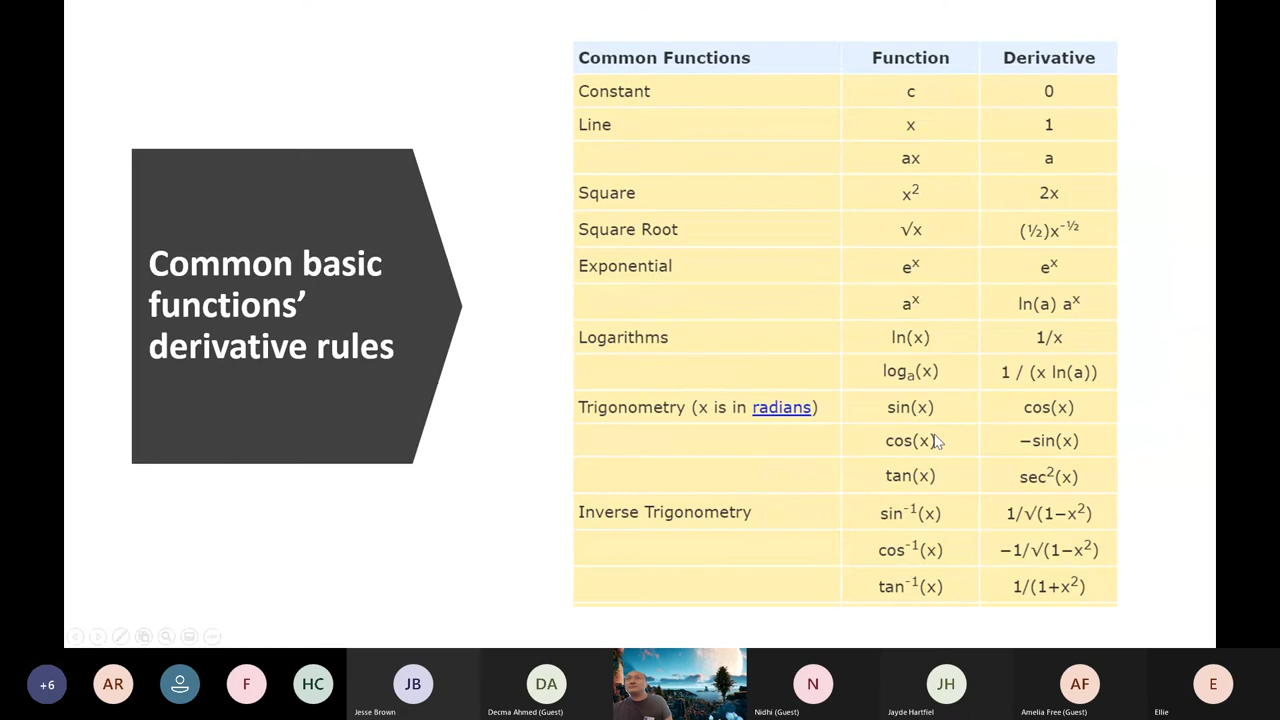 Common basic
functions’
derivative rules
Common Functions Function Derivative
Constant c 0
Line x 1
ax a
Square x² 2x
Square Root √x (½)x⁻½
Exponential eˣ eˣ
aˣ ln(a) aˣ
Logarithms ln(x) 1/x
logₐ(x) 1 / (x ln(a))
Trigonometry (x is in radians) sin(x) cos(x)
cos(x) −sin(x)
tan(x) sec²(x)
Inverse Trigonometry sin⁻¹(x) 1/√(1−x²)
cos⁻¹(x) −1/√(1−x²)
tan⁻¹(x) 1/(1+x²)
+6 AR F HC JB DA N JH AF E
Jesse Brown Decma Ahmed (Guest) Nidhi (Guest) Jayde Hartfiel Amelia Free (Guest) Ellie